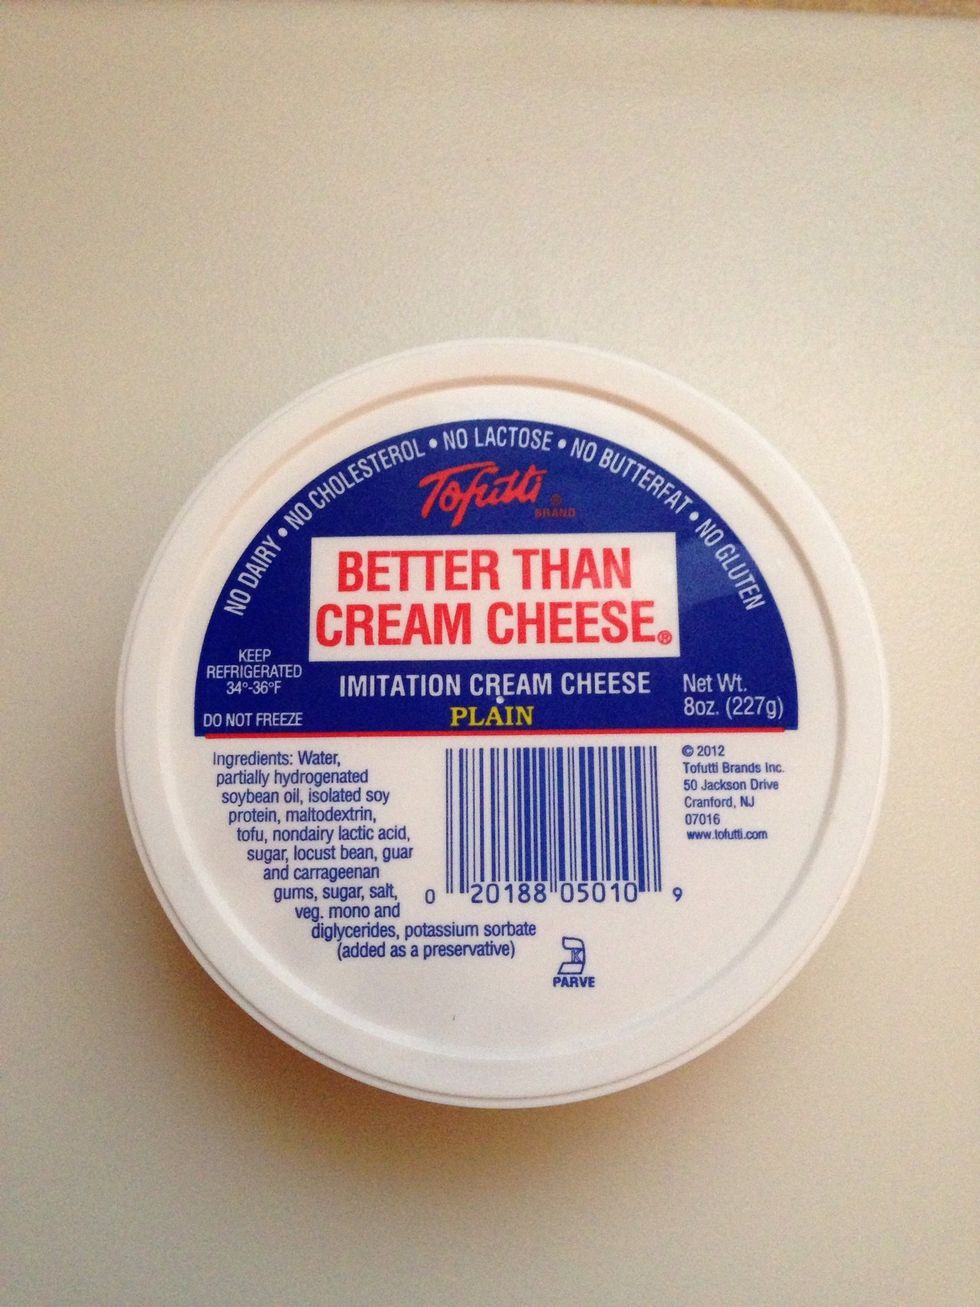 NO DAIRY • NO CHOLESTEROL • NO LACTOSE • NO BUTTERFAT • NO GLUTEN
Tofutti ®
BRAND
BETTER THAN
CREAM CHEESE®
KEEP
REFRIGERATED
34°-36°F
DO NOT FREEZE
IMITATION CREAM CHEESE
PLAIN
Net Wt.
8oz. (227g)
Ingredients: Water,
partially hydrogenated
soybean oil, isolated soy
protein, maltodextrin,
tofu, nondairy lactic acid,
sugar, locust bean, guar
and carrageenan
gums, sugar, salt,
veg. mono and
diglycerides, potassium sorbate
(added as a preservative)
0 20188 05010 9
© 2012
Tofutti Brands Inc.
50 Jackson Drive
Cranford, NJ
07016
www.tofutti.com
K
PARVE